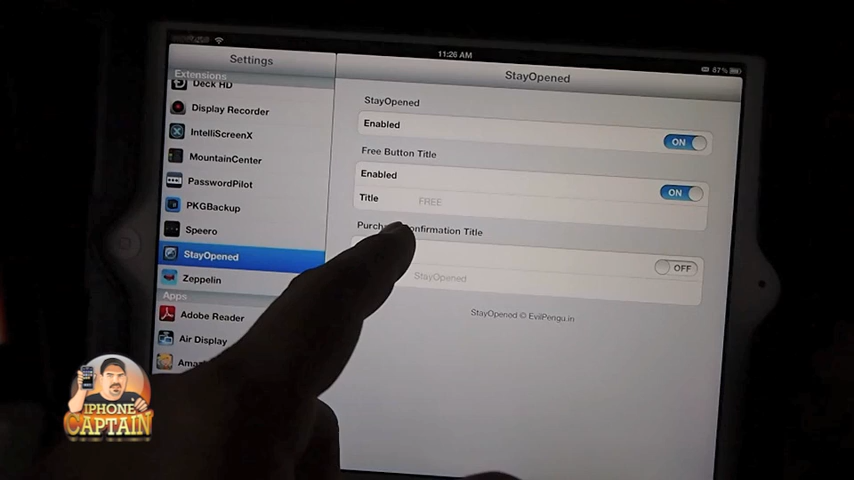 11:26 AM
87%
Settings
StayOpened
Extensions
Deck HD
Display Recorder
IntelliScreenX
MountainCenter
PasswordPilot
PKGBackup
Speero
StayOpened
Zeppelin
Apps
Adobe Reader
Air Display
StayOpened
Enabled
ON
Free Button Title
Enabled
ON
Title
FREE
Confirmation Title
OFF
StayOpened
StayOpened © EvilPengu.in
IPHONE
CAPTAIN